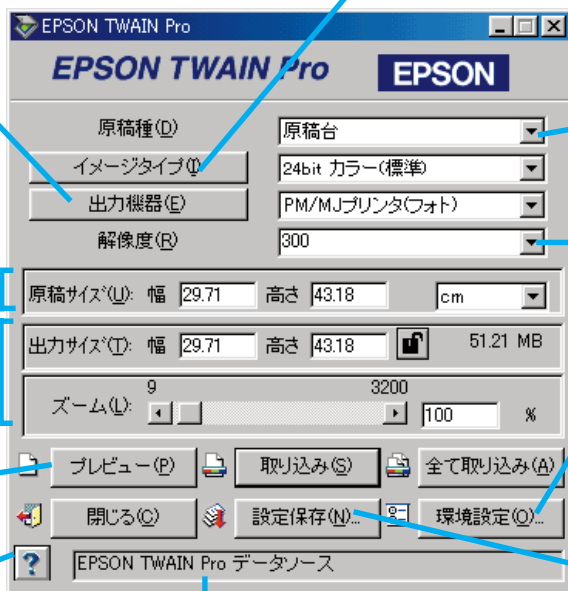 EPSON TWAIN Pro
EPSON TWAIN Pro EPSON
原稿種(D) 原稿台
イメージタイプ(I) 24bit カラー(標準)
出力機器(E) PM/MJプリンタ(フォト)
解像度(R) 300
原稿サイズ(U): 幅 29.71 高さ 43.18 cm
出力サイズ(T): 幅 29.71 高さ 43.18 51.21 MB
9 3200
ズーム(L): 100 %
プレビュー(P) 取り込み(S) 全て取り込み(A)
閉じる(C) 設定保存(N)... 環境設定(O)...
? EPSON TWAIN Pro データソース